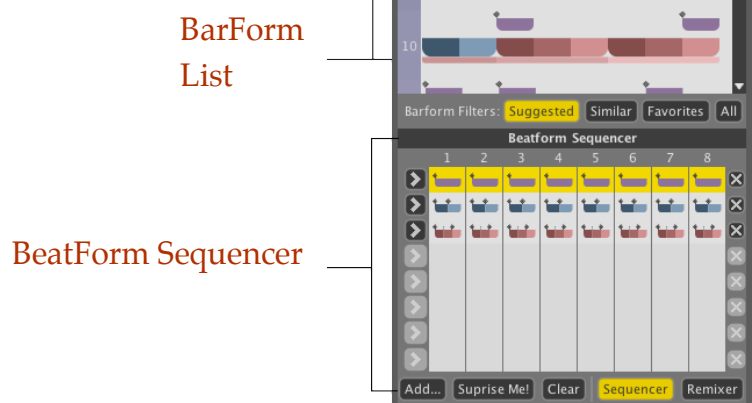 BarForm
List
10
Barform Filters: Suggested Similar Favorites All
Beatform Sequencer
1 2 3 4 5 6 7 8
BeatForm Sequencer
Add... Suprise Me! Clear Sequencer Remixer